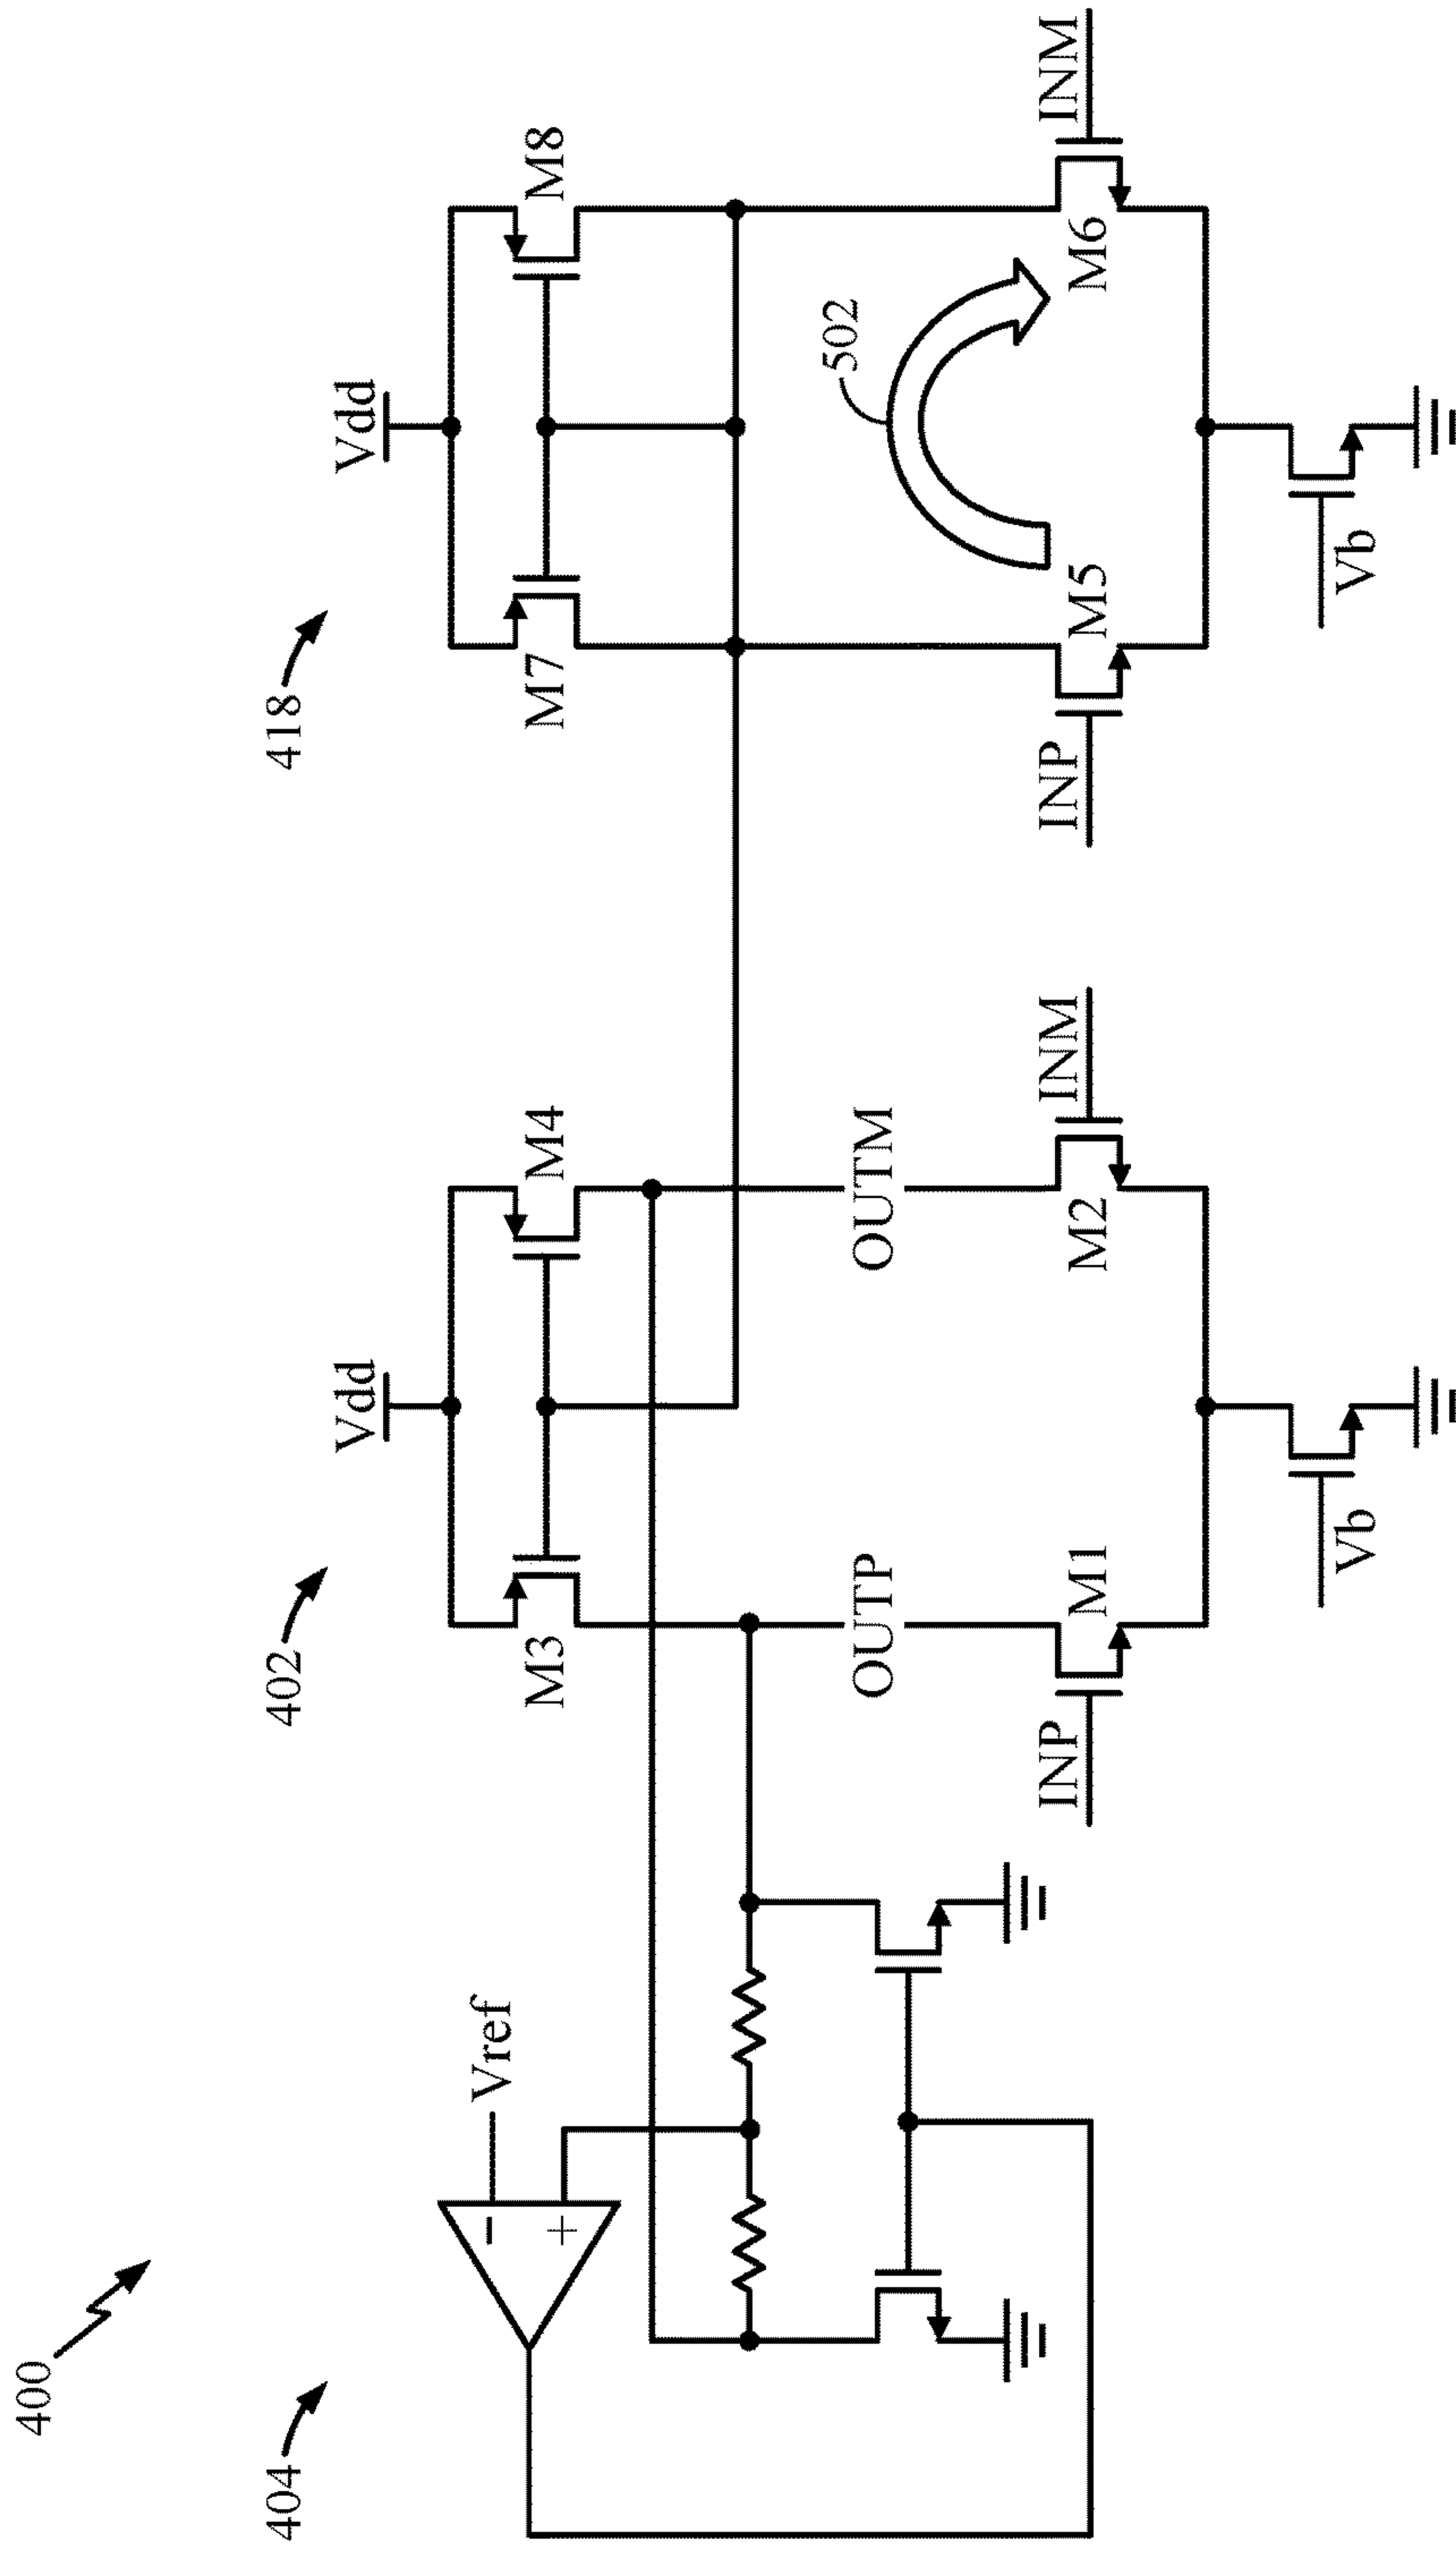 400
404
402
418
Vref
−
+
Vdd
Vdd
M3
M4
M7
M8
OUTP
OUTM
502
INP
M1
M2
INM
INP
M5
M6
INM
Vb
Vb